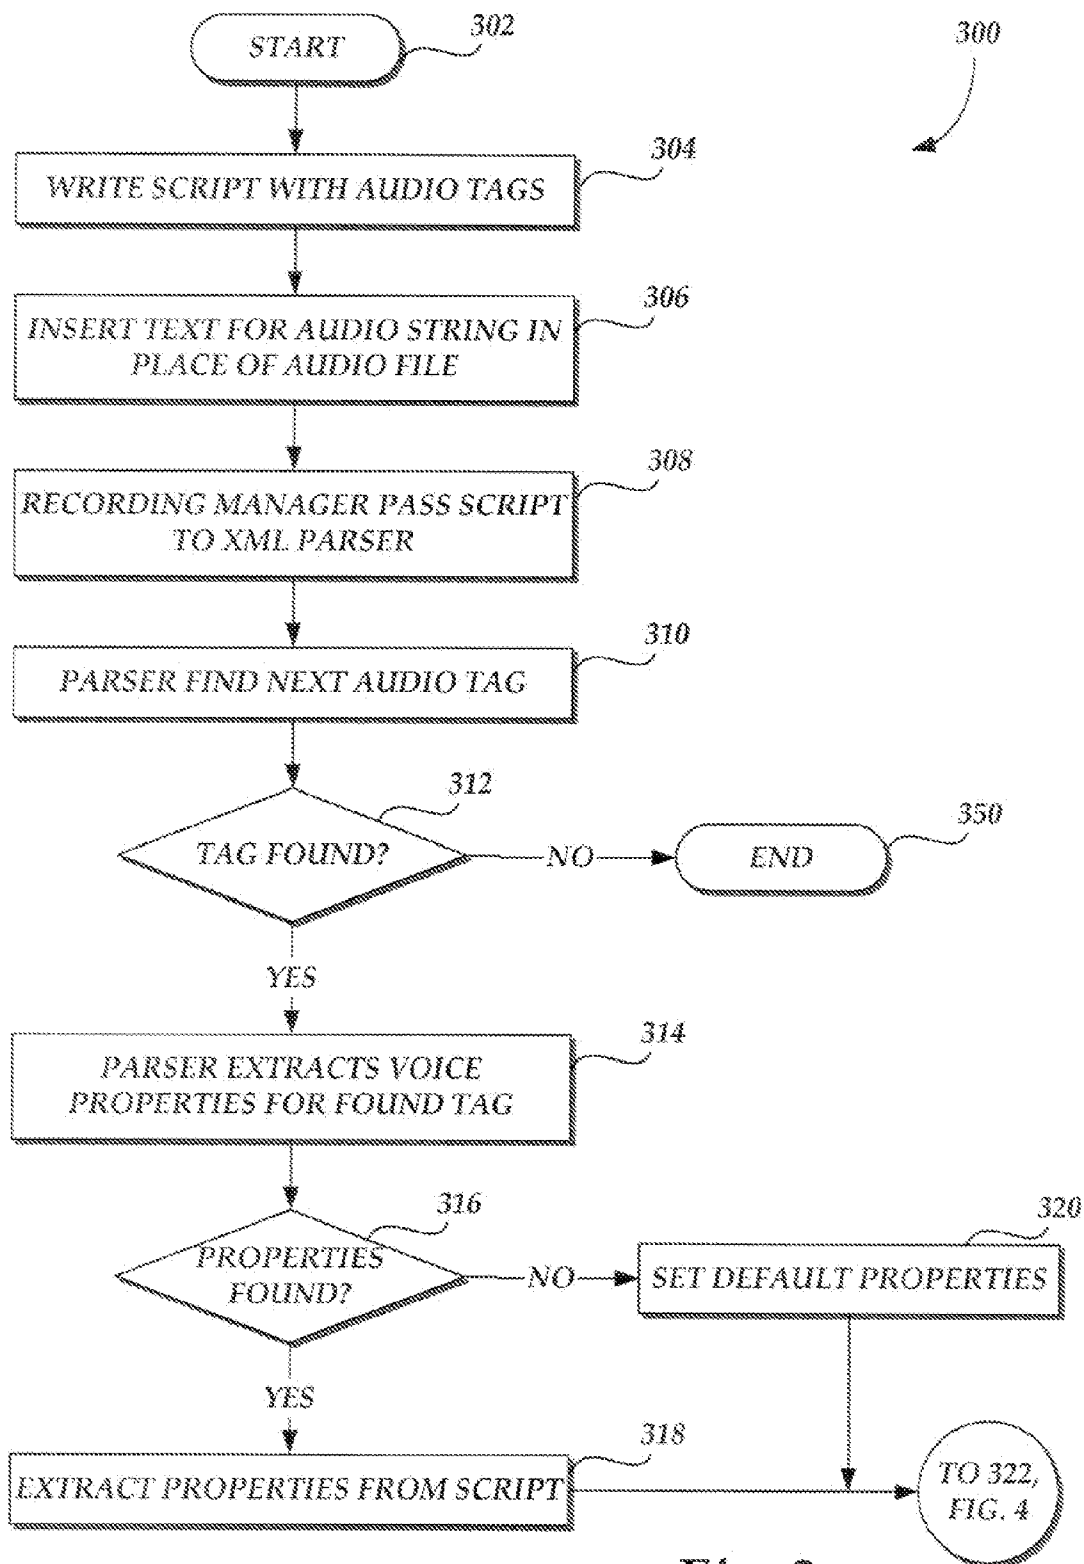 START
302
300
WRITE SCRIPT WITH AUDIO TAGS
304
INSERT TEXT FOR AUDIO STRING IN
PLACE OF AUDIO FILE
306
RECORDING MANAGER PASS SCRIPT
TO XML PARSER
308
PARSER FIND NEXT AUDIO TAG
310
TAG FOUND?
312
NO
END
350
YES
PARSER EXTRACTS VOICE
PROPERTIES FOR FOUND TAG
314
PROPERTIES
FOUND?
316
NO
SET DEFAULT PROPERTIES
320
YES
EXTRACT PROPERTIES FROM SCRIPT
318
TO 322,
FIG. 4